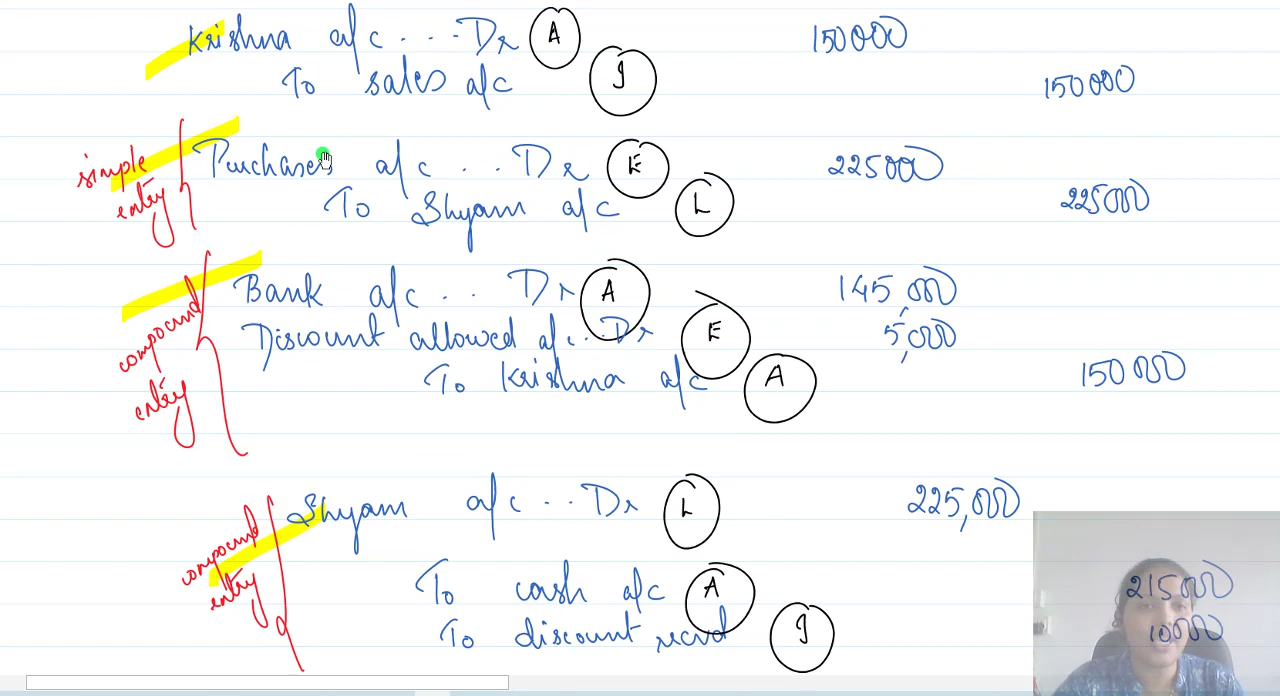 Krishna a/c ... Dr A 150000
To sales a/c I 150000
simple entry
Purchases a/c ... Dr E 225000
To Shyam a/c L 225000
compound entry
Bank a/c ... Dr A 145,000
Discount allowed a/c ... Dr E 5,000
To Krishna a/c A 150000
compound entry
Shyam a/c ... Dr L 225,000
To cash a/c A 215000
To discount recvd I 10000